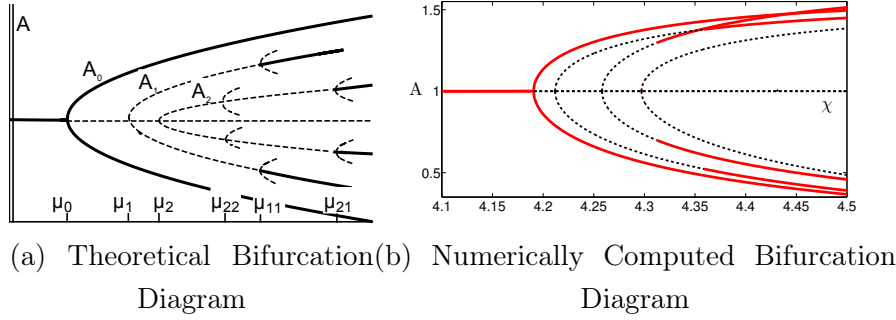 A
A₀
A₁
A₂
μ₀
μ₁
μ₂
μ₂₂
μ₁₁
μ₂₁
1.5
A 1
0.5
χ
4.1 4.15 4.2 4.25 4.3 4.35 4.4 4.45 4.5
(a) Theoretical Bifurcation
Diagram
(b) Numerically Computed Bifurcation
Diagram